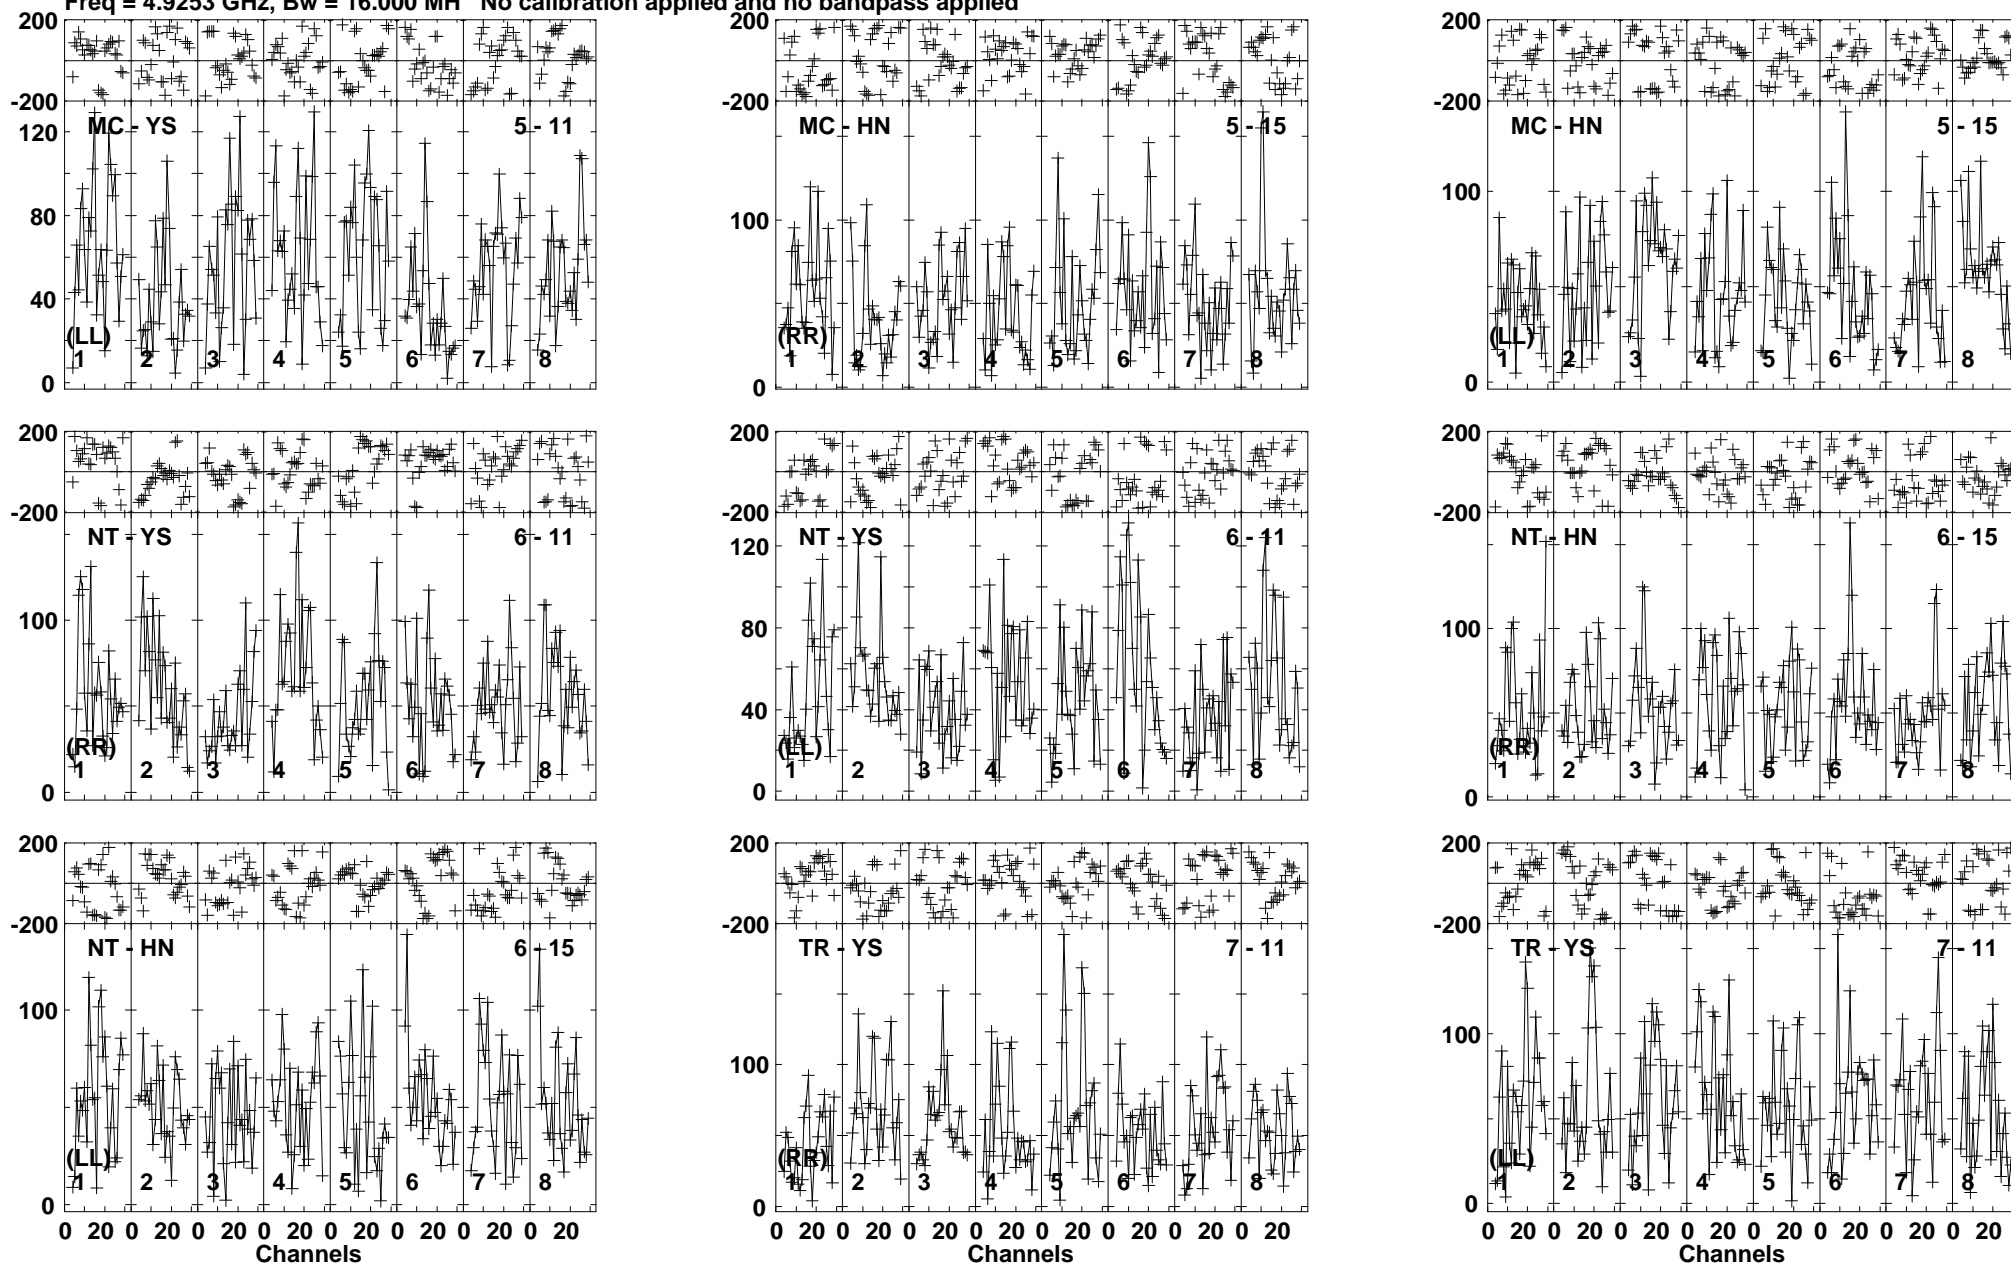 Freq = 4.9253 GHz, Bw = 16.000 MH   No calibration applied and no bandpass applied
200
-200
MC - YS 5 - 11
120
80
40
0
(LL)
1 2 3 4 5 6 7 8
MC - HN 5 - 15
100
0
(RR)
1 2 3 4 5 6 7 8
200
-200
MC - HN 5 - 15
100
0
(LL)
1 2 3 4 5 6 7 8
200
-200
NT - YS 6 - 11
100
0
(RR)
1 2 3 4 5 6 7 8
200
-200
NT - YS 6 - 11
120
80
40
0
(LL)
1 2 3 4 5 6 7 8
200
-200
NT - HN 6 - 15
100
0
(RR)
1 2 3 4 5 6 7 8
200
-200
NT - HN 6 - 15
100
0
(LL)
1 2 3 4 5 6 7 8
0 20 0 20 0 20 0 20 0 20 0 20 0 20 0 20
Channels
200
-200
TR - YS 7 - 11
100
0
(RR)
1 2 3 4 5 6 7 8
0 20 0 20 0 20 0 20 0 20 0 20 0 20 0 20
Channels
200
-200
TR - YS 7 - 11
100
0
(LL)
1 2 3 4 5 6 7 8
0 20 0 20 0 20 0 20 0 20 0 20 0 20 0 20
Channels
200
-200